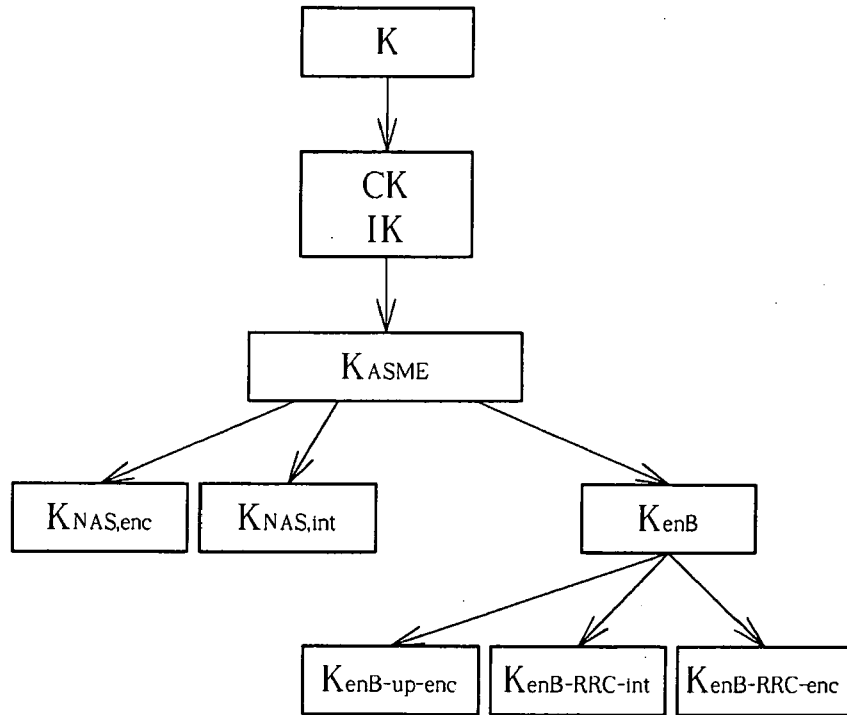 K
CK
IK
KASME
KNAS,enc
KNAS,int
KenB
KenB-up-enc
KenB-RRC-int
KenB-RRC-enc